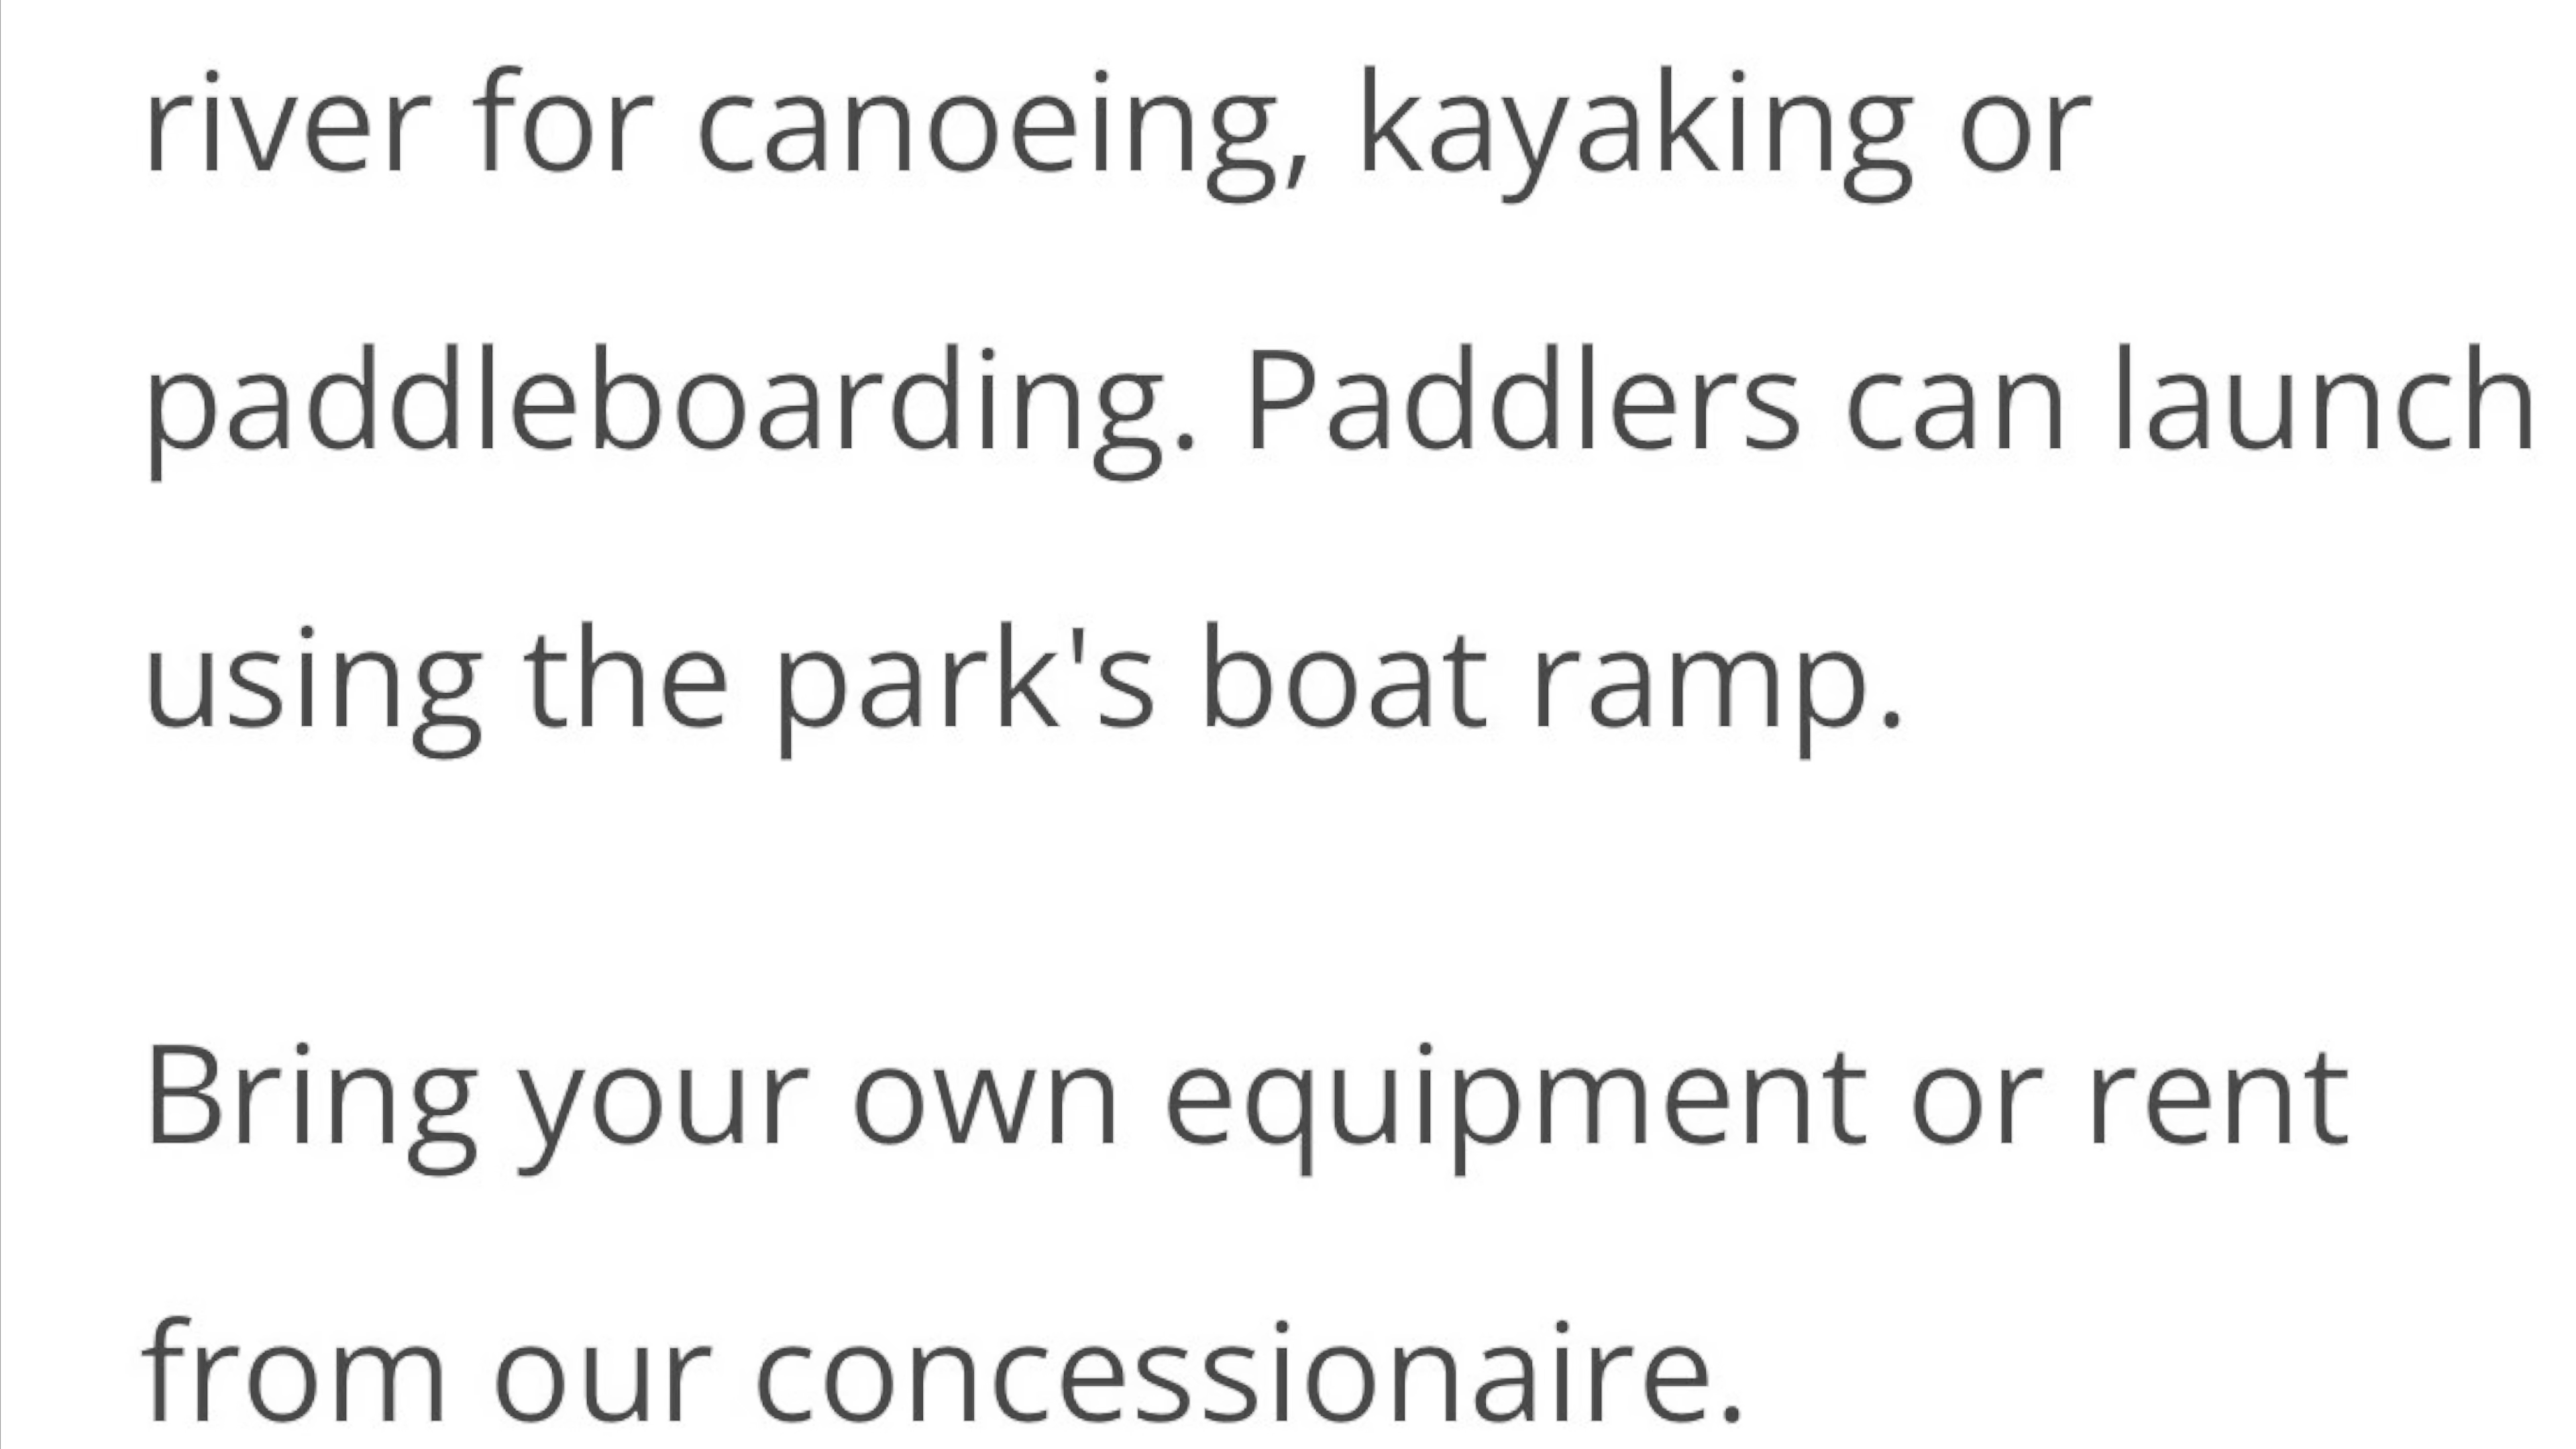 river for canoeing, kayaking or
paddleboarding. Paddlers can launch
using the park's boat ramp.
Bring your own equipment or rent
from our concessionaire.